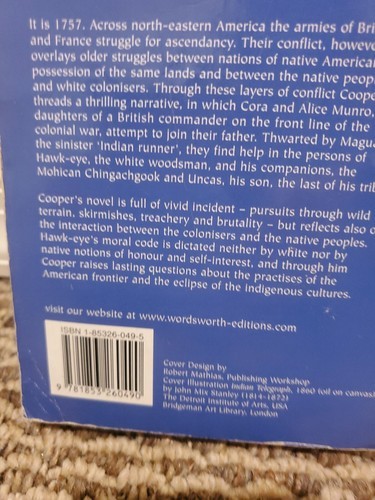 It is 1757. Across north-eastern America the armies of Bri
and France struggle for ascendancy. Their conflict, howeve
overlays older struggles between nations of native America
possession of the same lands and between the native peop
and white colonisers. Through these layers of conflict Coope
threads a thrilling narrative, in which Cora and Alice Munro,
daughters of a British commander on the front line of the
colonial war, attempt to join their father. Thwarted by Magua
the sinister 'Indian runner', they find help in the persons of
Hawk-eye, the white woodsman, and his companions, the
Mohican Chingachgook and Uncas, his son, the last of his tri
Cooper's novel is full of vivid incident – pursuits through wild
terrain, skirmishes, treachery and brutality – but reflects also o
the interaction between the colonisers and the native peoples.
Hawk-eye's moral code is dictated neither by white nor by
native notions of honour and self-interest, and through him
Cooper raises lasting questions about the practises of the
American frontier and the eclipse of the indigenous cultures.
visit our website at www.wordsworth-editions.com
ISBN 1-85326-049-5
9 781853 260490
Cover Design by
Robert Mathias, Publishing Workshop
Cover Illustration Indian Telegraph, 1860 (oil on canvas)
by John Mix Stanley (1814-1872)
The Detroit Institute of Arts, USA
Bridgeman Art Library, London